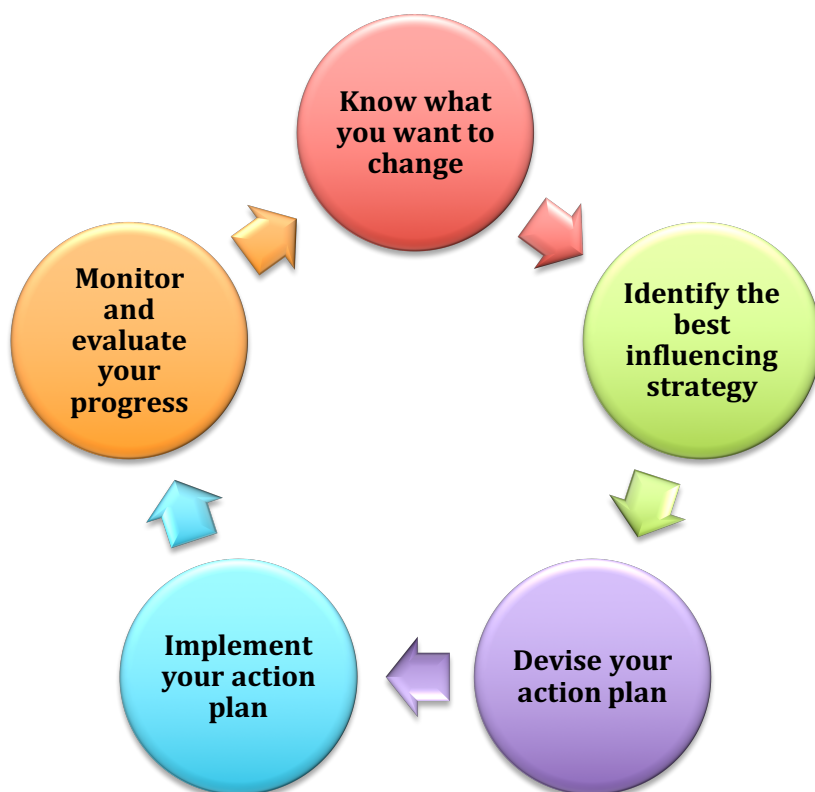 Know what
you want to
change
Identify the
best
influencing
strategy
Devise your
action plan
Implement
your action
plan
Monitor
and
evaluate
your
progress